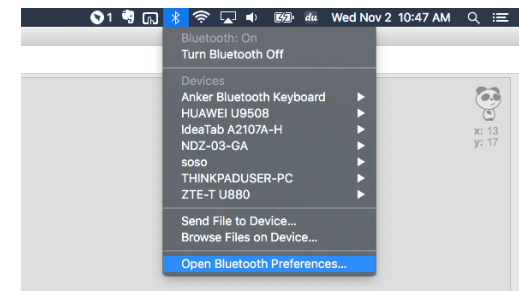 1 du Wed Nov 2 10:47 AM
Bluetooth: On
Turn Bluetooth Off
Devices
Anker Bluetooth Keyboard
HUAWEI U9508
IdeaTab A2107A-H
NDZ-03-GA
soso
THINKPADUSER-PC
ZTE-T U880
Send File to Device...
Browse Files on Device...
Open Bluetooth Preferences...
x: 13
y: 17